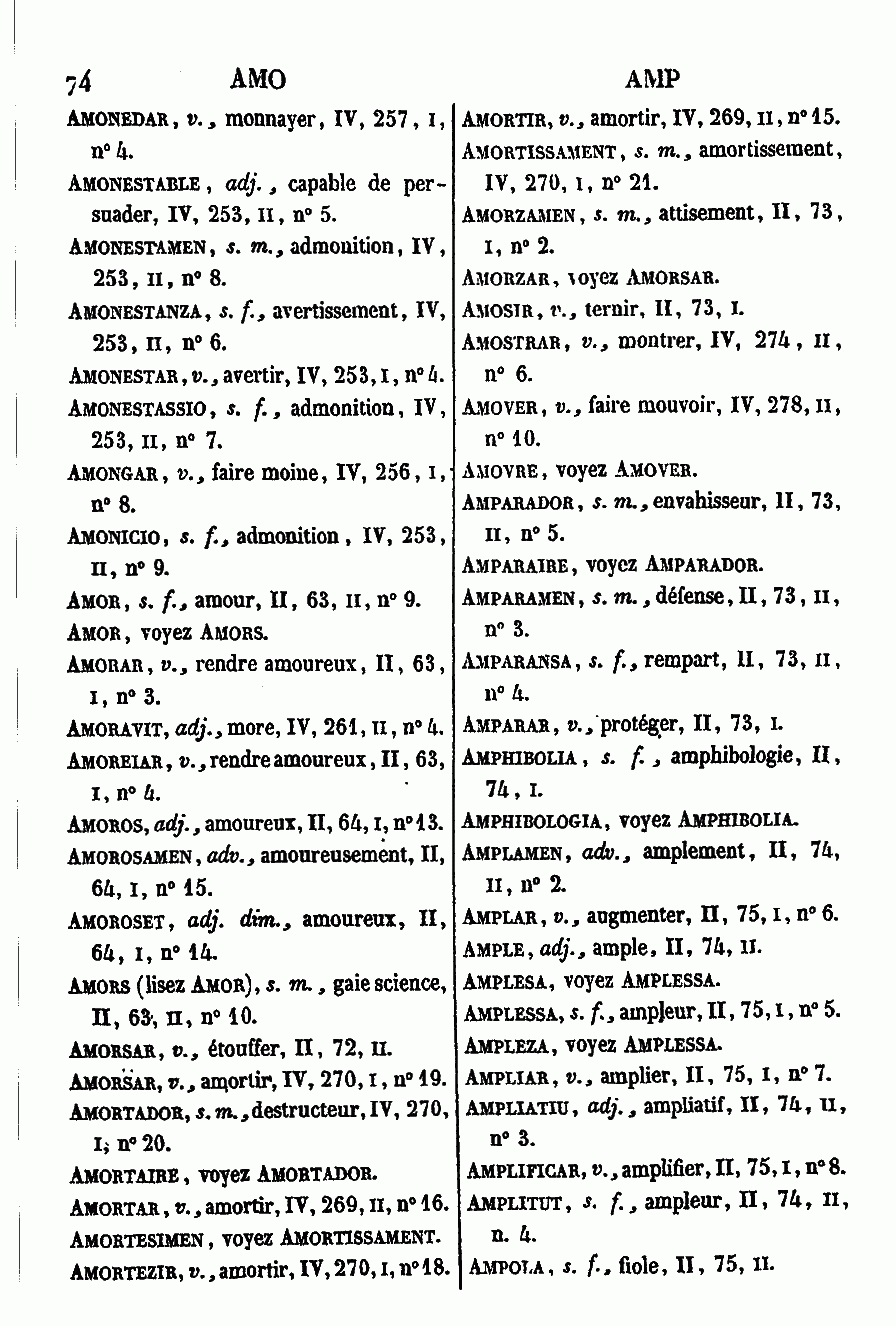 74 AMO AMP
AMONEDAR, v., monnayer, IV, 257, I,
n° 4.
AMONESTABLE, adj., capable de per-
suader, IV, 253, II, n° 5.
AMONESTAMEN, s. m., admonition, IV,
253, II, n° 8.
AMONESTANZA, s. f., avertissement, IV,
253, II, n° 6.
AMONESTAR, v., avertir, IV, 253, I, n° 4.
AMONESTASSIO, s. f., admonition, IV,
253, II, n° 7.
AMONGAR, v., faire moine, IV, 256, I,
n° 8.
AMONICIO, s. f., admonition, IV, 253,
II, n° 9.
AMOR, s. f., amour, II, 63, II, n° 9.
AMOR, voyez AMORS.
AMORAR, v., rendre amoureux, II, 63,
I, n° 3.
AMORAVIT, adj., more, IV, 261, II, n° 4.
AMOREIAR, v., rendre amoureux, II, 63,
I, n° 4.
AMOROS, adj., amoureux, II, 64, I, n° 13.
AMOROSAMEN, adv., amoureusement, II,
64, I, n° 15.
AMOROSET, adj. dim., amoureux, II,
64, I, n° 14.
AMORS (lisez AMOR), s. m., gaie science,
II, 63, II, n° 10.
AMORSAR, v., étouffer, II, 72, II.
AMORSAR, v., amortir, IV, 270, I, n° 19.
AMORTADOR, s. m., destructeur, IV, 270,
I, n° 20.
AMORTAIRE, voyez AMORTADOR.
AMORTAR, v., amortir, IV, 269, II, n° 16.
AMORTESIMEN, voyez AMORTISSAMENT.
AMORTEZIR, v., amortir, IV, 270, I, n° 18.
AMORTIR, v., amortir, IV, 269, II, n° 15.
AMORTISSAMENT, s. m., amortissement,
IV, 270, I, n° 21.
AMORZAMEN, s. m., attisement, II, 73,
I, n° 2.
AMORZAR, voyez AMORSAR.
AMOSIR, v., ternir, II, 73, I.
AMOSTRAR, v., montrer, IV, 274, II,
n° 6.
AMOVER, v., faire mouvoir, IV, 278, II,
n° 10.
AMOVRE, voyez AMOVER.
AMPARADOR, s. m., envahisseur, II, 73,
II, n° 5.
AMPARAIRE, voyez AMPARADOR.
AMPARAMEN, s. m., défense, II, 73, II,
n° 3.
AMPARANSA, s. f., rempart, II, 73, II,
n° 4.
AMPARAR, v., protéger, II, 73, I.
AMPHIBOLIA, s. f., amphibologie, II,
74, I.
AMPHIBOLOGIA, voyez AMPHIBOLIA.
AMPLAMEN, adv., amplement, II, 74,
II, n° 2.
AMPLAR, v., augmenter, II, 75, I, n° 6.
AMPLE, adj., ample, II, 74, II.
AMPLESA, voyez AMPLESSA.
AMPLESSA, s. f., ampleur, II, 75, I, n° 5.
AMPLEZA, voyez AMPLESSA.
AMPLIAR, v., amplier, II, 75, I, n° 7.
AMPLIATIU, adj., ampliatif, II, 74, II,
n° 3.
AMPLIFICAR, v., amplifier, II, 75, I, n° 8.
AMPLITUT, s. f., ampleur, II, 74, II,
n. 4.
AMPOLA, s. f., fiole, II, 75, II.